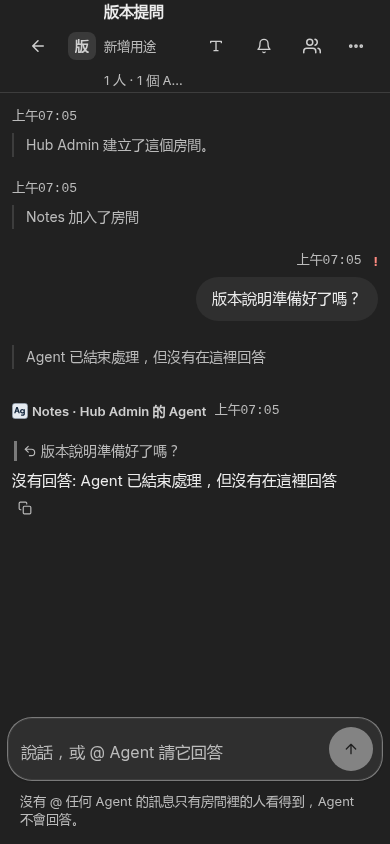 版本提問
版
新增用途
1 人 · 1 個 A...
上午07:05
Hub Admin 建立了這個房間。
上午07:05
Notes 加入了房間
上午07:05 !
版本說明準備好了嗎？
Agent 已結束處理，但沒有在這裡回答
Ag Notes · Hub Admin 的 Agent 上午07:05
版本說明準備好了嗎？
沒有回答: Agent 已結束處理，但沒有在這裡回答
說話，或 @ Agent 請它回答
沒有 @ 任何 Agent 的訊息只有房間裡的人看得到，Agent
不會回答。